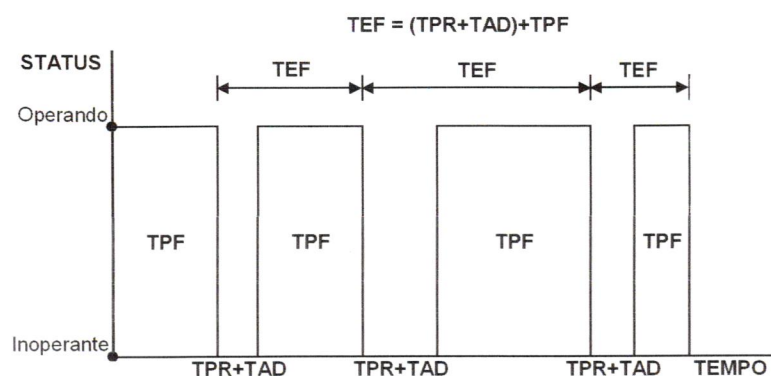 TEF = (TPR+TAD)+TPF
STATUS
TEF
TEF
TEF
Operando
TPF
TPF
TPF
TPF
Inoperante
TPR+TAD
TPR+TAD
TPR+TAD
TEMPO